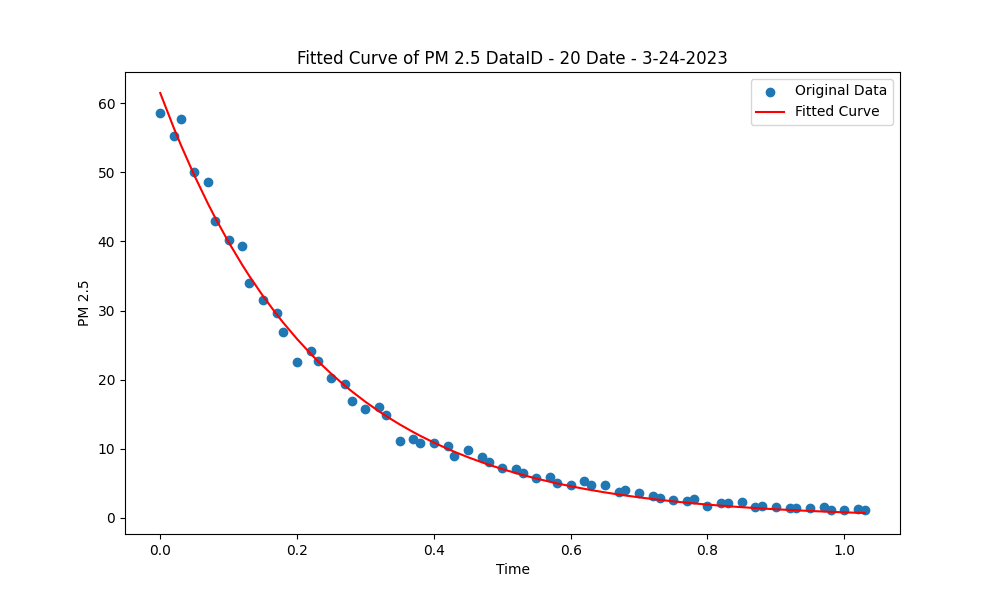 Fitted Curve of PM 2.5 DataID - 20 Date - 3-24-2023
Original Data
Fitted Curve
60
50
40
30
20
10
0
PM 2.5
0.0 0.2 0.4 0.6 0.8 1.0
Time